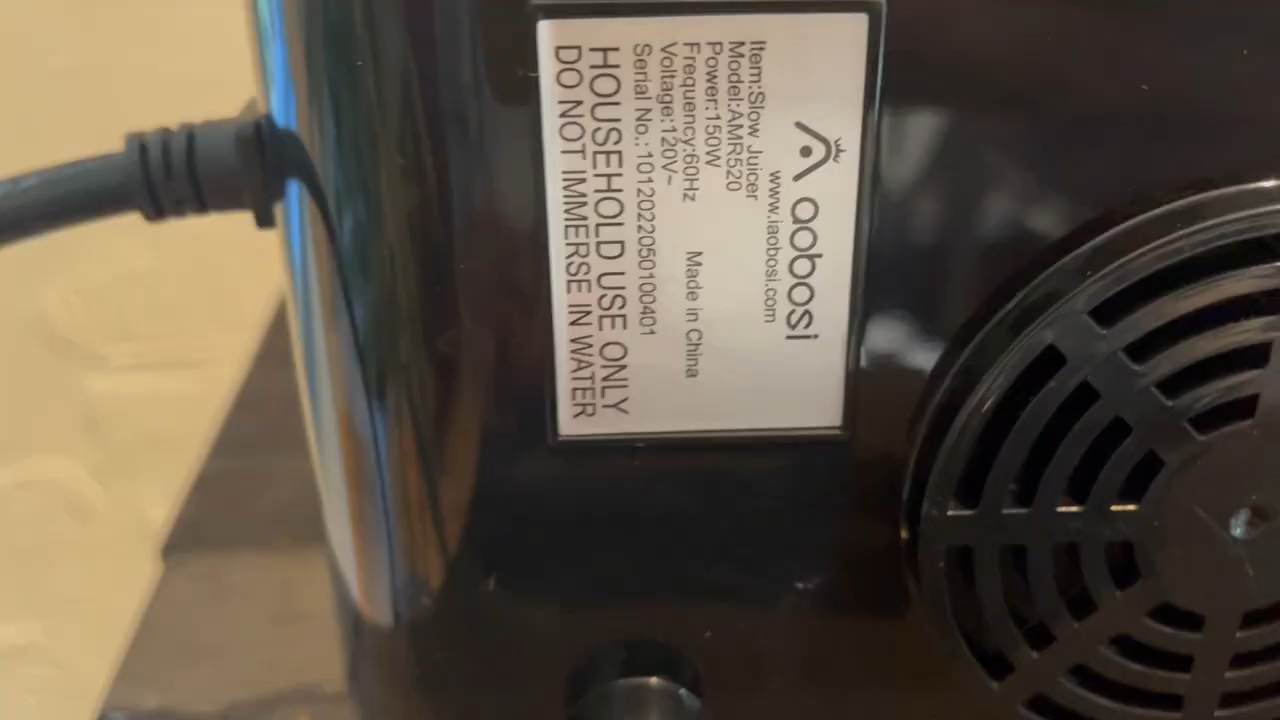 aobosi
www.iaobosi.com
Item:Slow Juicer
Model:AMR520
Power:150W
Frequency:60Hz Made in China
Voltage:120V~
Serial No.:1012022050100401
HOUSEHOLD USE ONLY
DO NOT IMMERSE IN WATER